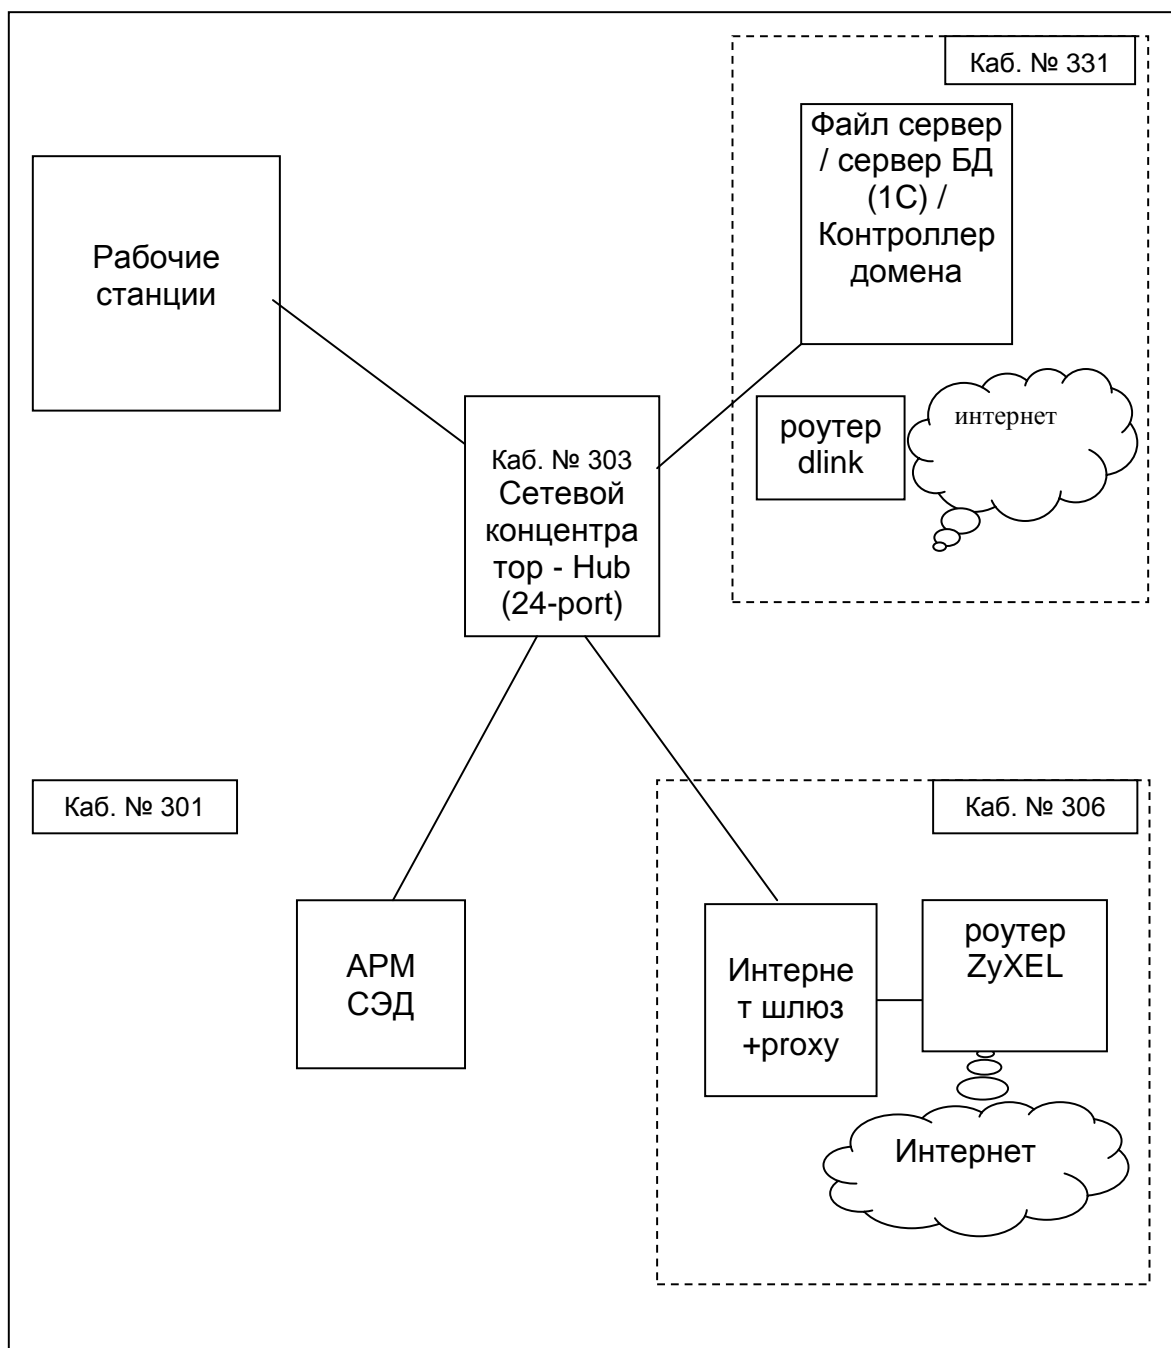 Каб. № 331
Файл сервер
/ сервер БД
(1С) /
Контроллер
домена
Рабочие
станции
роутер
dlink
интернет
Каб. № 303
Сетевой
концентра
тор - Hub
(24-port)
Каб. № 301
Каб. № 306
АРМ
СЭД
Интерне
т шлюз
+proxy
роутер
ZyXEL
Интернет